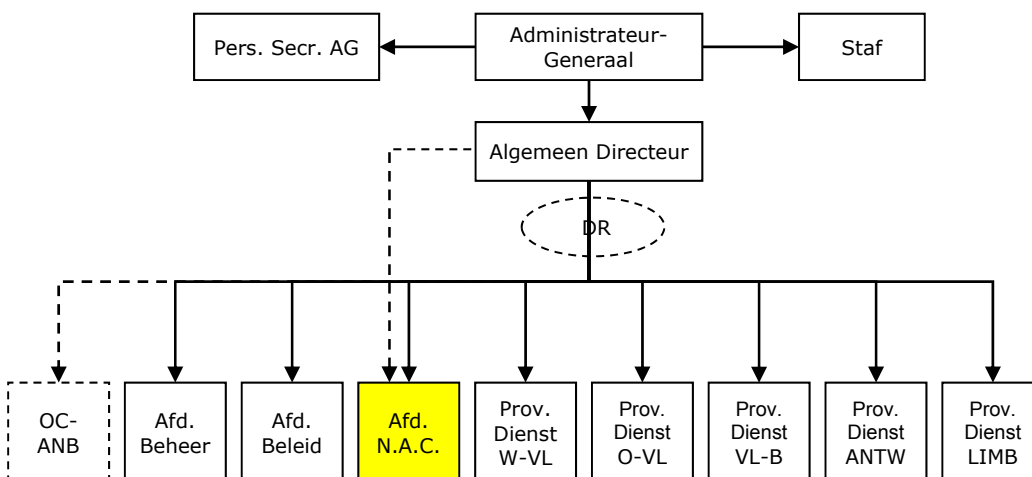 Pers. Secr. AG
Administrateur-
Generaal
Staf
Algemeen Directeur
DR
OC-
ANB
Afd.
Beheer
Afd.
Beleid
Afd.
N.A.C.
Prov.
Dienst
W-VL
Prov.
Dienst
O-VL
Prov.
Dienst
VL-B
Prov.
Dienst
ANTW
Prov.
Dienst
LIMB